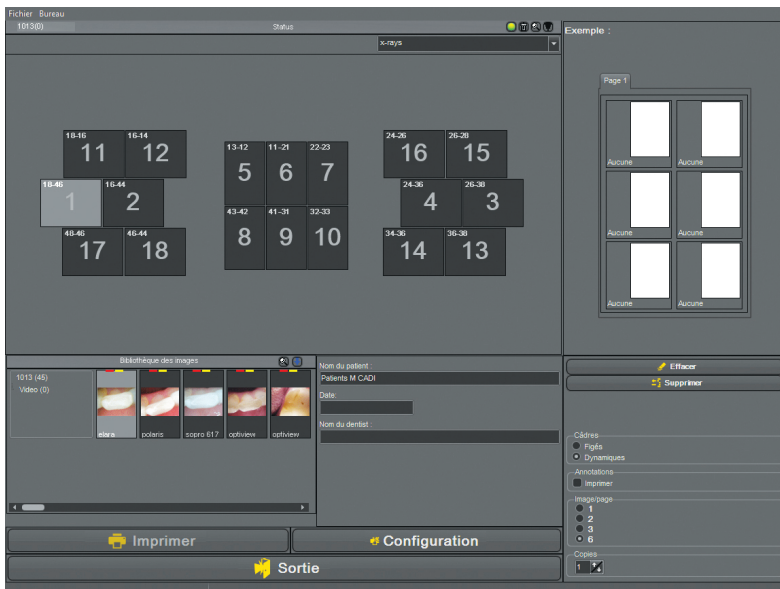 Fichier Bureau
1013(0) Status
x-rays
18-16 16-14
11 12
18-46 16-44
1 2
48-46 46-44
17 18
13-12 11-21 22-23
5 6 7
43-42 41-31 32-33
8 9 10
24-26 26-28
16 15
24-36 26-38
4 3
34-36 36-38
14 13
Exemple :
Page 1
Aucune Aucune
Aucune Aucune
Aucune Aucune
Bibliothèque des images
1013 (45)
Video (0)
elara polaris sopro 617 optiview optiview
Nom du patient :
Patients M CADI
Date:
Nom du dentist :
Effacer
Supprimer
Câdres
Figés
Dynamiques
Annotations
Imprimer
Image/page
1
2
3
6
Copies
1
Imprimer
Configuration
Sortie